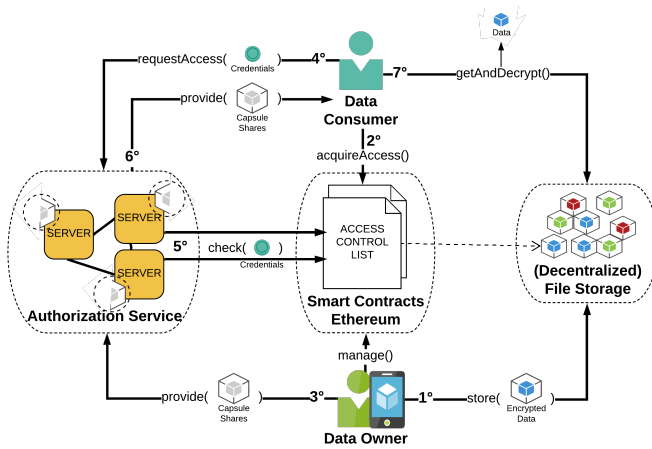 Data
requestAccess(
Credentials
)
4°
7°
getAndDecrypt()
provide(
Capsule
Shares
)
Data
Consumer
2°
acquireAccess()
6°
SERVER
SERVER
SERVER
5°
check(
Credentials
)
ACCESS
CONTROL
LIST
(Decentralized)
File Storage
Smart Contracts
Ethereum
Authorization Service
manage()
provide(
Capsule
Shares
)
3°
1°
store(
Encrypted
Data
)
Data Owner